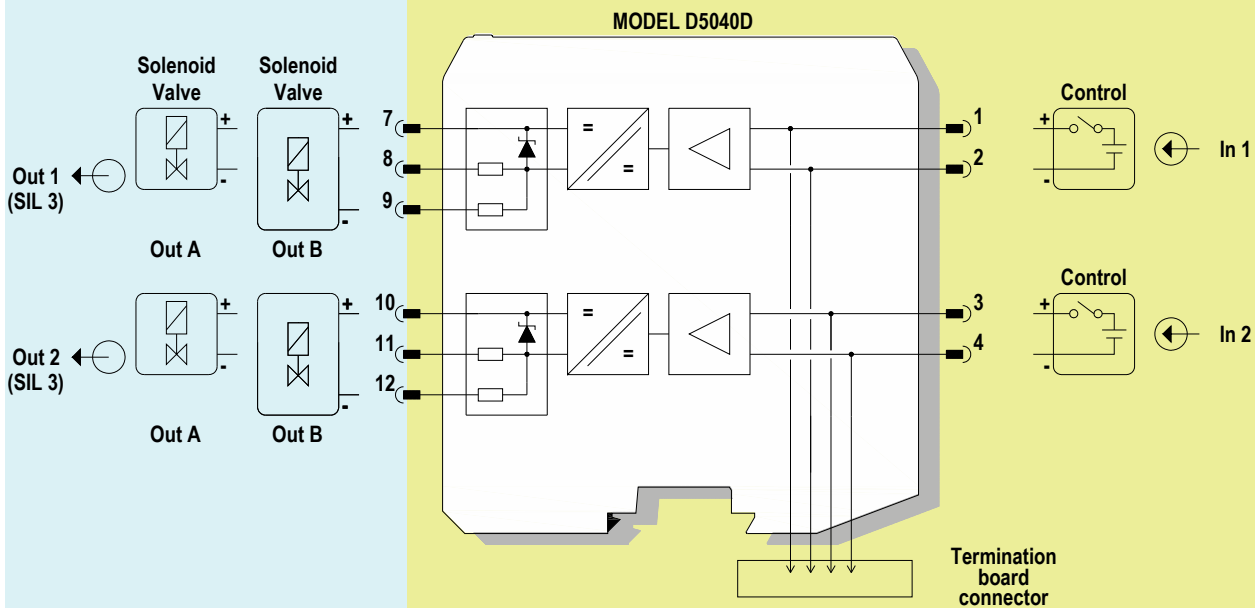 MODEL D5040D
Solenoid
Valve
Solenoid
Valve
Control
+
-
+
-
7
8
9
1
2
+
-
In 1
Out 1
(SIL 3)
Out A
Out B
=
=
Control
+
-
+
-
10
11
12
3
4
+
-
In 2
Out 2
(SIL 3)
Out A
Out B
=
=
Termination
board
connector